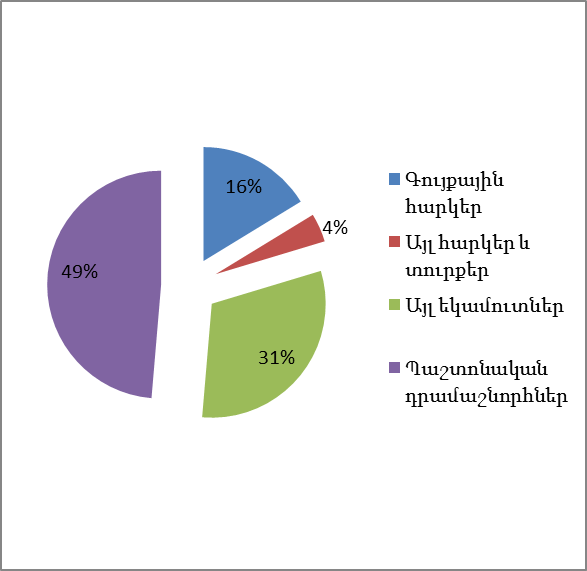 16%
4%
31%
49%
Գույքային
հարկեր
Այլ հարկեր և
տուրքեր
Այլ եկամուտներ
Պաշտոնական
դրամաշնորհներ